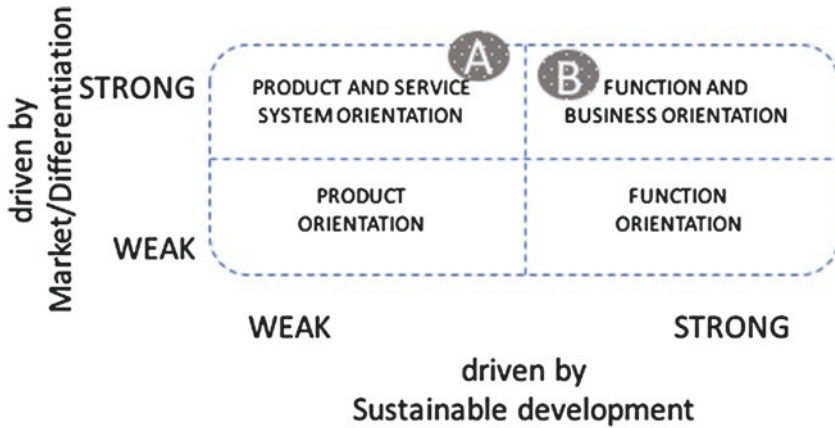 driven by
Market/Differentiation
STRONG
WEAK
A
B
PRODUCT AND SERVICE
SYSTEM ORIENTATION
FUNCTION AND
BUSINESS ORIENTATION
PRODUCT
ORIENTATION
FUNCTION
ORIENTATION
WEAK
STRONG
driven by
Sustainable development